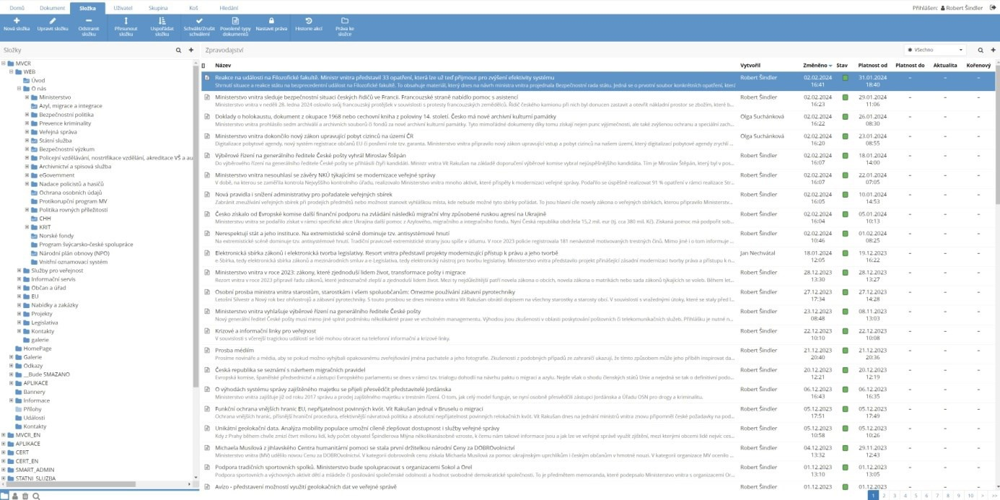 Domů Dokument Složka Uživatel Skupina Koš Hledání Přihlášen: Robert Šindler
Nová složka Upravit složku Odstranit složku Přesunout složku Uspořádat složku Schválit/Zrušit schválení Povolené typy dokumentů Nastavit práva Historie akcí Práva ke složce
Složky
Zpravodajství
Všechno
MVCR
WEB
Úvod
O nás
Ministerstvo
Azyl, migrace a integrace
Bezpečnostní politika
Prevence kriminality
Veřejná správa
Státní služba
Bezpečnostní výzkum
Policejní vzdělávání, nostrifikace vzdělání, akreditace VŠ a au
Archivnictví a spisová služba
eGovernment
Nadace policistů a hasičů
Ochrana osobních údajů
Protikorupční program MV
Politika rovných příležitostí
CHH
KRIT
Norské fondy
Program švýcarsko-české spolupráce
Národní plán obnovy (NPO)
Vnitřní oznamovací systém
Služby pro veřejnost
Informační servis
Občan a úřad
EU
Nabídky a zakázky
Projekty
Legislativa
Kontakty
galerie
HomePage
Galerie
Odkazy
__Bude SMAZANO
APLIKACE
Bannery
Informace
Přílohy
Události
Kontakty
MVCR_EN
APLIKACE
CERT
CERT_EN
SMART_ADMIN
STATNI_SLUZBA
Název Vytvořil Změněno Stav Platnost od Platnost do Aktualita Kořenový
Reakce na události na Filozofické fakultě. Ministr vnitra představil 33 opatření, která lze už teď přijmout pro zvýšení efektivity systému Robert Šindler 02.02.2024 16:41 31.01.2024 18:40 – – –
Shrnutí situace a reakce státu na bezprecedentní událost na Filozofické fakultě. To obsahuje materiál, který dnes na návrh ministra vnitra projednala Bezpečnostní rada státu. Jedná se o prvotní soubor konkrétních opatření, které
Ministerstvo vnitra sleduje bezpečnostní situaci českých řidičů ve Francii. Francouzské straně nabídlo pomoc s asistencí Robert Šindler 02.02.2024 16:23 29.01.2024 11:06 – – –
Ministerstvo vnitra v neděli 28. ledna 2024 oslovilo svůj francouzský protějšek v souvislosti s protesty francouzských zemědělců. Řidič českého kamionu při nich byl donucen zastavit a otevřít nákladní prostor se zbožím, které b...
Doklady o holokaustu, dokument z okupace 1968 nebo cechovní kniha z poloviny 14. století. Česko má nové archivní kulturní památky Olga Suchánková 02.02.2024 16:22 26.01.2024 08:30 – – –
Ministerstvo vnitra prohlásilo sedm archiválií a archivních souborů či fondů za nové archivní kulturní památky. Tyto mimořádné dokumenty díky tomu získají nejen punc výjimečnosti, ale také zvýšenou ochranu a speciální zach...
Ministerstvo vnitra dokončilo nový zákon upravující pobyt cizinců na území ČR Olga Suchánková 02.02.2024 16:20 23.01.2024 08:55 – – –
Digitalizace pobytové agendy, nový systém registrace občanů EU či posílení role tzv. garanta. Ministerstvo vnitra připravilo nový zákon upravující vstup a pobyt cizinců na našem území, který digitalizací pobytové agendy zrychlí ...
Výběrové řízení na generálního ředitele České pošty vyhrál Miroslav Štěpán Robert Šindler 02.02.2024 16:07 18.01.2024 14:00 – – –
Do výběrového řízení na generálního ředitele České pošty se přihlásili čtyři kandidáti. Ministr vnitra Vít Rakušan na základě doporučení výběrové komise vybral nejúspěšnějšího kandidáta. Tím je Miroslav Štěpán, který byl v pos...
Ministerstvo vnitra nesouhlasí se závěry NKÚ týkajícími se modernizace veřejné správy Robert Šindler 02.02.2024 16:07 22.01.2024 07:05 – – –
V době, na kterou se zaměřila kontrola Nejvyššího kontrolního úřadu, realizovalo Ministerstvo vnitra mnoho aktivit, které přispěly k modernizaci veřejné správy. Podařilo se úspěšně realizovat 91 % opatření v rámci realizace Str...
Nová pravidla i snížení administrativy pro pořadatele veřejných sbírek Robert Šindler 02.02.2024 16:05 10.01.2024 14:53 – – –
Zabránit zneužívání veřejných sbírek při prodejích předmětů nebo možnost stanovit vyhláškou místa, kde nebude možné tyto sbírky pořádat. To jsou hlavní cíle novely zákona o veřejných sbírkách, kterou připravilo Ministerstv...
Česko získalo od Evropské komise další finanční podporu na zvládání následků migrační vlny způsobené ruskou agresí na Ukrajině Robert Šindler 02.02.2024 16:04 05.01.2024 10:13 – – –
Ministerstvo vnitra se podařilo získat v rámci specifické akce Ukrajina další pomoc z Azylového, migračního a integračního fondu. Nyní Česká republika obdržela 15,2 mil. eur (tj. cca 380 mil. Kč). Získaná pomoc má podpořit sob...
Nerespektují stát a jeho instituce. Na extremistické scéně dominuje tzv. antisystémové hnutí Robert Šindler 02.02.2024 10:46 01.02.2024 08:25 – – –
Na extremistické scéně dominuje tzv. antisystémové hnutí. Tradiční pravicově extremistické strany jsou spíše v útlumu. V roce 2023 policie registrovala 181 nenávistně motivovaných trestných činů. Mimo jiné i o tom informuje ...
Elektronická sbírka zákonů i elektronická tvorba legislativy. Resort vnitra představil projekty modernizující přístup k právu a jeho tvorbě Jan Nechvátal 18.01.2024 12:05 19.12.2023 16:22 – – –
e-Sbírka, tedy elektronická sbírka zákonů a mezinárodních smluv a e-Legislativa, tedy elektronický nástroj pro tvorbu legislativy. Ministerstvo vnitra představilo projekt přinášející zásadní modernizaci tvorby práva a přístupu k n...
Ministerstvo vnitra v roce 2023: zákony, které zjednoduší lidem život, transformace pošty i migrace Robert Šindler 28.12.2023 13:30 28.12.2023 13:27 – – –
Rezort vnitra v roce 2023 připravil řadu zákonů, které jednoznačně zlepší a zjednoduší lidem život. Mezi ty nejdůležitější patří novela zákona o obcích, novela zákona o matrikách nebo sada zákonů týkajících se voleb. Během let...
Osobní prosba ministra vnitra starostům, starostkám i všem spoluobčanům: Omezme používání zábavní pyrotechniky Robert Šindler 27.12.2023 17:34 27.12.2023 14:28 – – –
Letošní Silvestr a Nový rok bez ohňostrojů a zábavní pyrotechniky. S touto prosbou se dnes ministra vnitra Vít Rakušan obrátil dopisem na všechny starostky a starosty obcí. V souvislosti s vražednými útoky, které se staly před l...
Ministerstvo vnitra vyhlašuje výběrové řízení na generálního ředitele České pošty Robert Šindler 23.12.2023 08:48 08.11.2023 13:03 – – –
Nový generální ředitel České pošty musí mimo jiné splnit podmínku několikaleté praxe ve vrcholném managementu. Výhodou jsou zkušenosti v oblasti poskytování poštovních či telekomunikačních služeb. Přihlášku je nutné n...
Krizové a informační linky pro veřejnost Robert Šindler 22.12.2023 10:10 22.12.2023 10:08 – – –
V souvislosti s včerejší tragickou událostí se lidé mohou obracet na telefonní informační a krizové linky.
Prosba médiím Robert Šindler 21.12.2023 20:40 21.12.2023 20:36 – – –
Prosíme novináře a média, aby se pokud možno vyhýbali opakovanému zveřejňování jména pachatele a jeho fotografie. Zkušenosti z podobných případů ze zahraničí ukazují, že tímto způsobem může jeho příběh inspirovat da...
Česká republika se seznámí s návrhem migračních pravidel Robert Šindler 20.12.2023 12:21 20.12.2023 12:19 – – –
Evropská komise, španělské předsednictví a zástupci Evropského parlamentu se dnes v rámci tzv. trialogu dohodli na návrhu paktu o migraci a azylu. Nejde však o shodu členských států Unie a nejedná se tak o definitivní podo...
O výhodách systému správy zajištěného majetku se přijeli přesvědčit představitelé Jordánska Robert Šindler 06.12.2023 16:43 06.12.2023 16:35 – – –
Ministerstvo vnitra zajišťuje již od roku 2017 správu a prodej zajištěného majetku v trestním řízení. O tom, jak celý model funguje, se nyní osobně přesvědčili zástupci Jordánska a Úřadu OSN pro drogy a kriminalitu.
Funkční ochrana vnějších hranic EU, nepřijatelnost povinných kvót. Vít Rakušan jednal v Bruselu o migraci Robert Šindler 05.12.2023 17:51 05.12.2023 17:49 – – –
Ochrana vnějších hranic, přísnější hraniční procedura, efektivnější návratová politika a absolutní nepřijatelnost povinných relokačních kvót. Vít Rakušan dnes na jednání ministrů vnitra znovu připomněl české požadavky na pod...
Unikátní geolokační data. Analýza mobility populace umožní cíleně zlepšovat dostupnost i služby veřejné správy Robert Šindler 05.12.2023 10:58 05.12.2023 10:26 – – –
Kdy z Prahy během chvíle zmizí čtvrt milionu lidí, kdy počet obyvatel Špindlerova Mlýna několikanásobně vzroste, k čemu nám takové informace jsou a jak lze ve veřejné správě využít zjištění, mezi kterými obcemi lidé nejvíc ces...
Michaela Musilová z jihlavského Centra humanitární pomoci se stala první držitelkou národní Ceny za DOBROvolnictví Robert Šindler 04.12.2023 13:32 29.11.2023 12:43 – – –
Ministerstvo vnitra (MV) udělilo novou Cenu za DOBROvolnictví. V kategorii dobrovolník cenu získala Michaela Musilová za pomoc ukrajinským uprchlíkům i českým občanům v hmotné nouzi. V kategorii organizace MV ocenilo ...
Podpora tradičních sportovních spolků. Ministerstvo bude spolupracovat s organizacemi Sokol a Orel Robert Šindler 01.12.2023 13:10 01.12.2023 13:05 – – –
Podpora sportovních a výchovných aktivit dětí a mládeže či posílání společenské odolnosti a hodnot svobodné demokratické společnosti. To je předmětem memoranda, které podepsalo Ministerstvo vnitra s organizacemi Or...
Avízo - představení možností využití geolokačních dat ve veřejné správě Robert Šindler 01.12.2023 01.12.2023 – – –
1 2 3 4 5 6 7 8 9 10 > >>